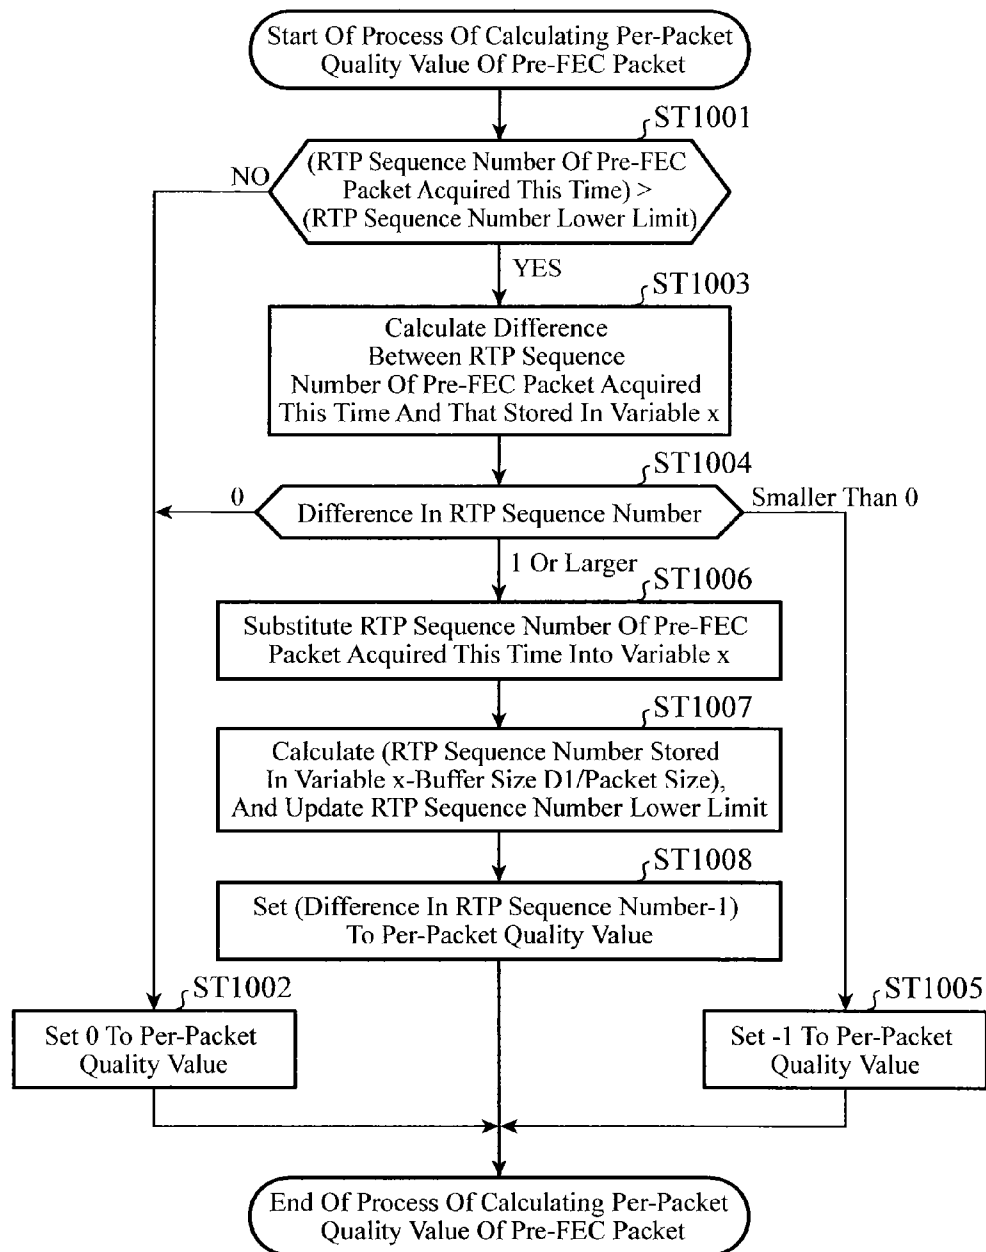 Start Of Process Of Calculating Per-Packet
Quality Value Of Pre-FEC Packet
ST1001
(RTP Sequence Number Of Pre-FEC
Packet Acquired This Time) >
(RTP Sequence Number Lower Limit)
NO
YES
ST1003
Calculate Difference
Between RTP Sequence
Number Of Pre-FEC Packet Acquired
This Time And That Stored In Variable x
ST1004
0
Difference In RTP Sequence Number
Smaller Than 0
1 Or Larger
ST1006
Substitute RTP Sequence Number Of Pre-FEC
Packet Acquired This Time Into Variable x
ST1007
Calculate (RTP Sequence Number Stored
In Variable x-Buffer Size D1/Packet Size),
And Update RTP Sequence Number Lower Limit
ST1008
Set (Difference In RTP Sequence Number-1)
To Per-Packet Quality Value
ST1002
Set 0 To Per-Packet
Quality Value
ST1005
Set -1 To Per-Packet
Quality Value
End Of Process Of Calculating Per-Packet
Quality Value Of Pre-FEC Packet